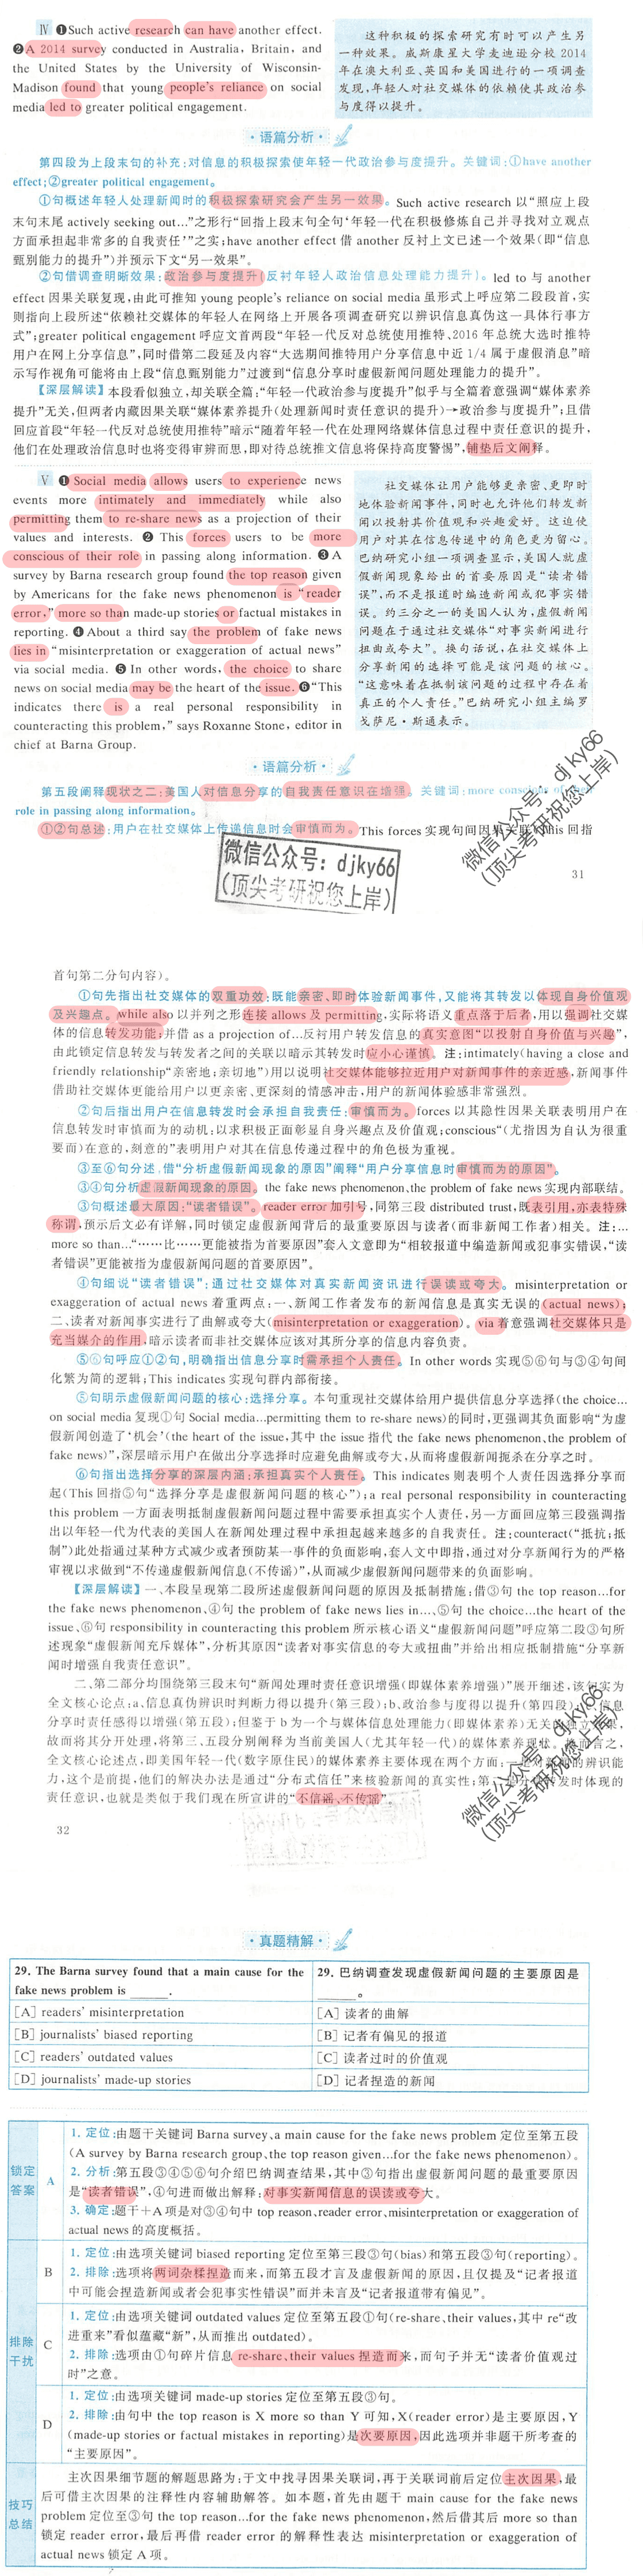 Ⅳ ❶Such active research can have another effect.
❷A 2014 survey conducted in Australia, Britain, and
the United States by the University of Wisconsin-
Madison found that young people's reliance on social
media led to greater political engagement.
这种积极的探索研究有时可以产生另
一种效果。威斯康星大学麦迪逊分校 2014
年在澳大利亚、英国和美国进行的一项调查
发现，年轻人对社交媒体的依赖使其政治参
与度得以提升。
·语篇分析·
第四段为上段末句的补充：对信息的积极探索使年轻一代政治参与度提升。关键词：①have another
effect；②greater political engagement。
①句概述年轻人处理新闻时的积极探索研究会产生另一效果。Such active research 以“照应上段
末句末尾 actively seeking out…”之形行“回指上段末句全句‘年轻一代在积极修炼自己并寻找对立观点
方面承担起非常多的自我责任’”之实；have another effect 借 another 反衬上文已述一个效果（即“信息
甄别能力的提升”）并预示下文“另一效果”。
②句借调查明晰效果：政治参与度提升（反衬年轻人政治信息处理能力提升）。led to 与 another
effect 因果关联复现，由此可推知 young people's reliance on social media 虽形式上呼应第二段段首，实
则指向上段所述“依赖社交媒体的年轻人在网络上开展各项调查研究以辨识信息真伪这一具体行事方
式”；greater political engagement 呼应文首两段“年轻一代反对总统使用推特、2016 年总统大选时推特
用户在网上分享信息”，同时借第二段延及内容“大选期间推特用户分享信息中近 1/4 属于虚假消息”暗
示写作视角可能将由上段“信息甄别能力”过渡到“信息分享时虚假新闻问题处理能力的提升”。
【深层解读】本段看似独立，却关联全篇：“年轻一代政治参与度提升”似乎与全篇着意强调“媒体素养
提升”无关，但两者内藏因果关联“媒体素养提升（处理新闻时责任意识的提升）→政治参与度提升”；且借
回应首段“年轻一代反对总统使用推特”暗示“随着年轻一代在处理网络媒体信息过程中责任意识的提升，
他们在处理政治信息时也将变得审辨而思，即对待总统推文信息将保持高度警惕”，铺垫后文阐释。
Ⅴ ❶ Social media allows users to experience news
events more intimately and immediately while also
permitting them to re-share news as a projection of their
values and interests. ❷ This forces users to be more
conscious of their role in passing along information. ❸ A
survey by Barna research group found the top reason given
by Americans for the fake news phenomenon is “reader
error,” more so than made-up stories or factual mistakes in
reporting. ❹ About a third say the problem of fake news
lies in “misinterpretation or exaggeration of actual news”
via social media. ❺ In other words, the choice to share
news on social media may be the heart of the issue. ❻“This
indicates there is a real personal responsibility in
counteracting this problem,” says Roxanne Stone, editor in
chief at Barna Group.
社交媒体让用户能够更亲密、更即时
地体验新闻事件，同时也允许他们转发新
闻以投射其价值观和兴趣爱好。这迫使
用户对其在信息传递中的角色更为留心。
巴纳研究小组一项调查显示，美国人就虚
假新闻现象给出的首要原因是“读者错
误”，而不是报道时编造新闻或犯事实错
误。约三分之一的美国人认为，虚假新闻
问题在于通过社交媒体“对事实新闻进行
扭曲或夸大”。换句话说，在社交媒体上
分享新闻的选择可能是该问题的核心。
“这意味着在抵制该问题的过程中存在着
真正的个人责任。”巴纳研究小组主编罗
克萨尼·斯通表示。
·语篇分析·
第五段阐释现状之二：美国人对信息分享的自我责任意识在增强。关键词：more conscious of their
role in passing along information。
①②句总述：用户在社交媒体上传递信息时会审慎而为。This forces 实现句间因果关联（This 回指
微信公众号：djky66
（顶尖考研祝您上岸）
微信公众号：djky66
（顶尖考研祝您上岸）
31
首句第二分句内容）。
①句先指出社交媒体的双重功效：既能亲密、即时体验新闻事件，又能将其转发以体现自身价值观
及兴趣点。while also 以并列之形连接 allows 及 permitting，实际将语义重点落于后者，用以强调社交媒
体的信息转发功能；并借 as a projection of…反衬用户转发信息的真实意图“以投射自身价值与兴趣”，
由此锁定信息转发与转发者之间的关联以暗示其转发时应小心谨慎。注：intimately（having a close and
friendly relationship“亲密地；亲切地”）用以说明社交媒体能够拉近用户对新闻事件的亲近感，新闻事件
借助社交媒体更能给用户以更亲密、更深刻的情感冲击，用户的新闻体验感非常强烈。
②句后指出用户在信息转发时会承担自我责任：审慎而为。forces 以其隐性因果关联表明用户在
信息转发时审慎而为的动机：以求积极正面彰显自身兴趣点及价值观；conscious“（尤指因为自认为很重
要而）在意的，刻意的”表明用户对其在信息传递过程中的角色极为重视。
③至⑥句分述，借“分析虚假新闻现象的原因”阐释“用户分享信息时审慎而为的原因”。
③④句分析虚假新闻现象的原因。the fake news phenomenon、the problem of fake news 实现内部联结。
③句概述最大原因：“读者错误”。reader error 加引号，同第三段 distributed trust，既表引用，亦表特殊
称谓，预示后文必有详解，同时锁定虚假新闻背后的最重要原因与读者（而非新闻工作者）相关。注：…
more so than…“……比……更能被指为首要原因”套入文意即为“相较报道中编造新闻或犯事实错误，“读
者错误”更能被指为虚假新闻问题的首要原因”。
④句细说“读者错误”：通过社交媒体对真实新闻资讯进行误读或夸大。misinterpretation or
exaggeration of actual news 着重两点：一、新闻工作者发布的新闻信息是真实无误的（actual news）；
二、读者对新闻事实进行了曲解或夸大（misinterpretation or exaggeration）。via 着意强调社交媒体只是
充当媒介的作用，暗示读者而非社交媒体应该对其所分享的信息内容负责。
⑤⑥句呼应①②句，明确指出信息分享时需承担个人责任。In other words 实现⑤⑥句与③④句间
化繁为简的逻辑；This indicates 实现句群内部衔接。
⑤句明示虚假新闻问题的核心：选择分享。本句重现社交媒体给用户提供信息分享选择（the choice…
on social media 复现①句 Social media…permitting them to re-share news）的同时，更强调其负面影响“为虚
假新闻创造了‘机会’（the heart of the issue，其中 the issue 指代 the fake news phenomenon、the problem of
fake news）”，深层暗示用户在做出分享选择时应避免曲解或夸大，从而将虚假新闻扼杀在分享之时。
⑥句指出选择分享的深层内涵：承担真实个人责任。This indicates 则表明个人责任因选择分享而
起（This 回指⑤句“选择分享是虚假新闻问题的核心”）；a real personal responsibility in counteracting
this problem 一方面表明抵制虚假新闻问题过程中需要承担真实个人责任，另一方面回应第三段强调指
出以年轻一代为代表的美国人在新闻处理过程中承担起越来越多的自我责任。注：counteract（“抵抗；抵
制”）此处指通过某种方式减少或者预防某一事件的负面影响，套入文中即指，通过对分享新闻行为的严格
审视以求做到“不传递虚假新闻信息（不传谣）”，从而减少虚假新闻问题带来的负面影响。
【深层解读】一、本段呈现第二段所述虚假新闻问题的原因及抵制措施：借③句 the top reason…for
the fake news phenomenon、④句 the problem of fake news lies in…、⑤句 the choice…the heart of the
issue、⑥句 responsibility in counteracting this problem 所示核心语义“虚假新闻问题”呼应第二段③句所
述现象“虚假新闻充斥媒体”，分析其原因“读者对事实信息的夸大或扭曲”并给出相应抵制措施“分享新
闻时增强自我责任意识”。
二、第二部分均围绕第三段末句“新闻处理时责任意识增强（即媒体素养增强）”展开细述，该句实为
全文核心论点：a、信息真伪辨识时判断力得以提升（第三段）；b、政治参与度得以提升（第四段）；信息
分享时责任感得以增强（第五段）；但鉴于 b 为一个与媒体信息处理能力（即媒体素养）无关的独立
故而将其分开处理，将第三、五段分别阐释为当前美国人（尤其年轻一代）的媒体素养现状。言之，
全文核心论述点，即美国年轻一代（数字原住民）的媒体素养主要体现在两个方面，一的辨识能
力，这个是前提，他们的解决办法是通过“分布式信任”来核验新闻的真实性；第转发时体现的
责任意识，也就是类似于我们现在所宣讲的“不信谣、不传谣”。
微信公众号：djky66
（顶尖考研祝您上岸）
32
·真题精解·
29. The Barna survey found that a main cause for the
fake news problem is ______.
29. 巴纳调查发现虚假新闻问题的主要原因是
______。
[A] readers' misinterpretation
[A] 读者的曲解
[B] journalists' biased reporting
[B] 记者有偏见的报道
[C] readers' outdated values
[C] 读者过时的价值观
[D] journalists' made-up stories
[D] 记者捏造的新闻
锁定
答案
A
1. 定位：由题干关键词 Barna survey、a main cause for the fake news problem 定位至第五段
（A survey by Barna research group、the top reason given…for the fake news phenomenon）。
2. 分析：第五段③④⑤⑥句介绍巴纳调查结果，其中③句指出虚假新闻问题的最重要原因
是“读者错误”，④句进而做出解释：对事实新闻信息的误读或夸大。
3. 确定：题干＋A 项是对③④句中 top reason、reader error、misinterpretation or exaggeration of
actual news 的高度概括。
排除
干扰
B
1. 定位：由选项关键词 biased reporting 定位至第三段③句（bias）和第五段③句（reporting）。
2. 排除：选项将两词杂糅捏造而来，而第五段才言及虚假新闻的原因，且仅提及“记者报道
中可能会捏造新闻或者会犯事实性错误”而并未言及“记者报道带有偏见”。
C
1. 定位：由选项关键词 outdated values 定位至第五段①句（re-share、their values，其中 re“改
进重来”看似蕴藏“新”，从而推出 outdated）。
2. 排除：选项由①句碎片信息 re-share、their values 捏造而来，而句子并无“读者价值观过
时”之意。
D
1. 定位：由选项关键词 made-up stories 定位至第五段③句。
2. 排除：由句中 the top reason is X more so than Y 可知，X（reader error）是主要原因，Y
（made-up stories or factual mistakes in reporting）是次要原因，因此选项并非题干所考查的
“主要原因”。
技巧
总结
主次因果细节题的解题思路为：于文中找寻因果关联词，再于关联词前后定位主次因果，最
后可借主次因果的注释性内容辅助解答。如本题，首先由题干 main cause for the fake news
problem 定位至③句 the top reason…for the fake news phenomenon，然后借其后 more so than
锁定 reader error，最后再借 reader error 的解释性表达 misinterpretation or exaggeration of
actual news 锁定 A 项。